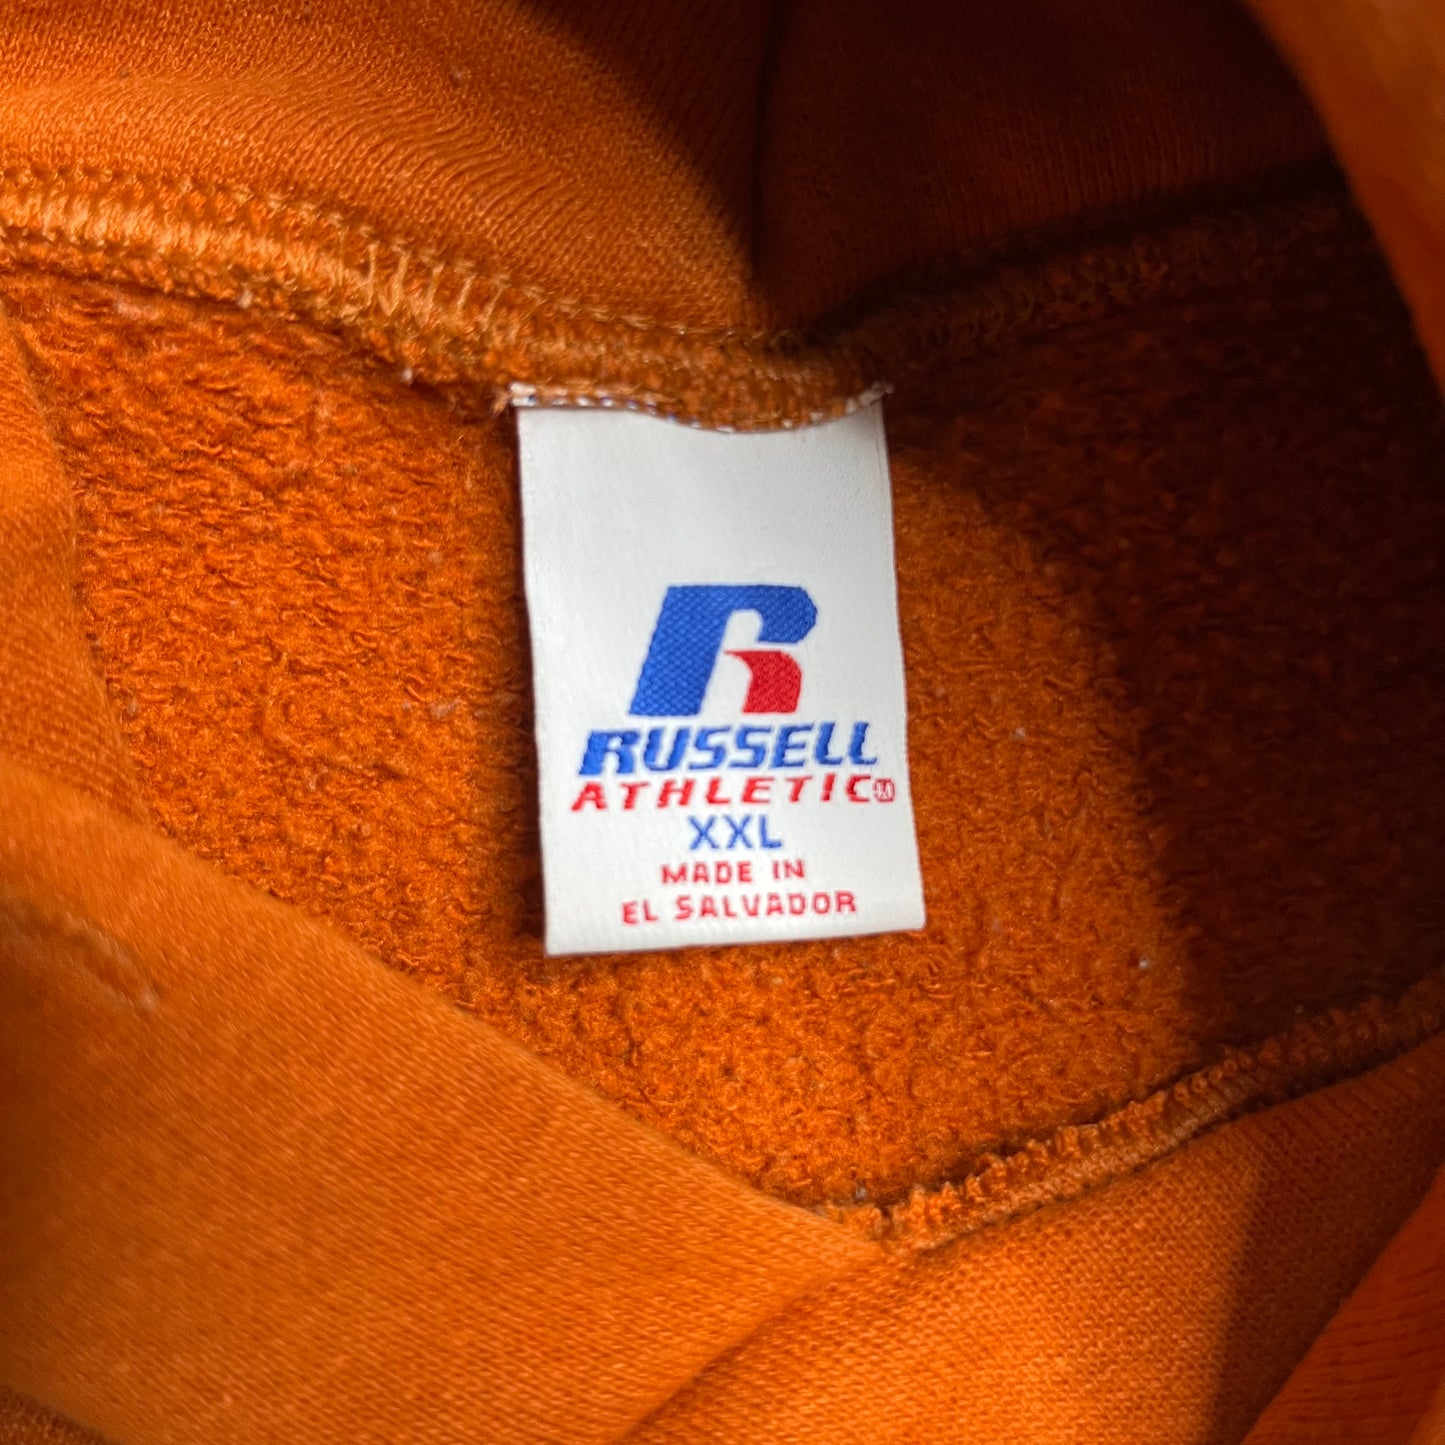 R
RUSSELL
ATHLETIC
XXL
MADE IN
EL SALVADOR